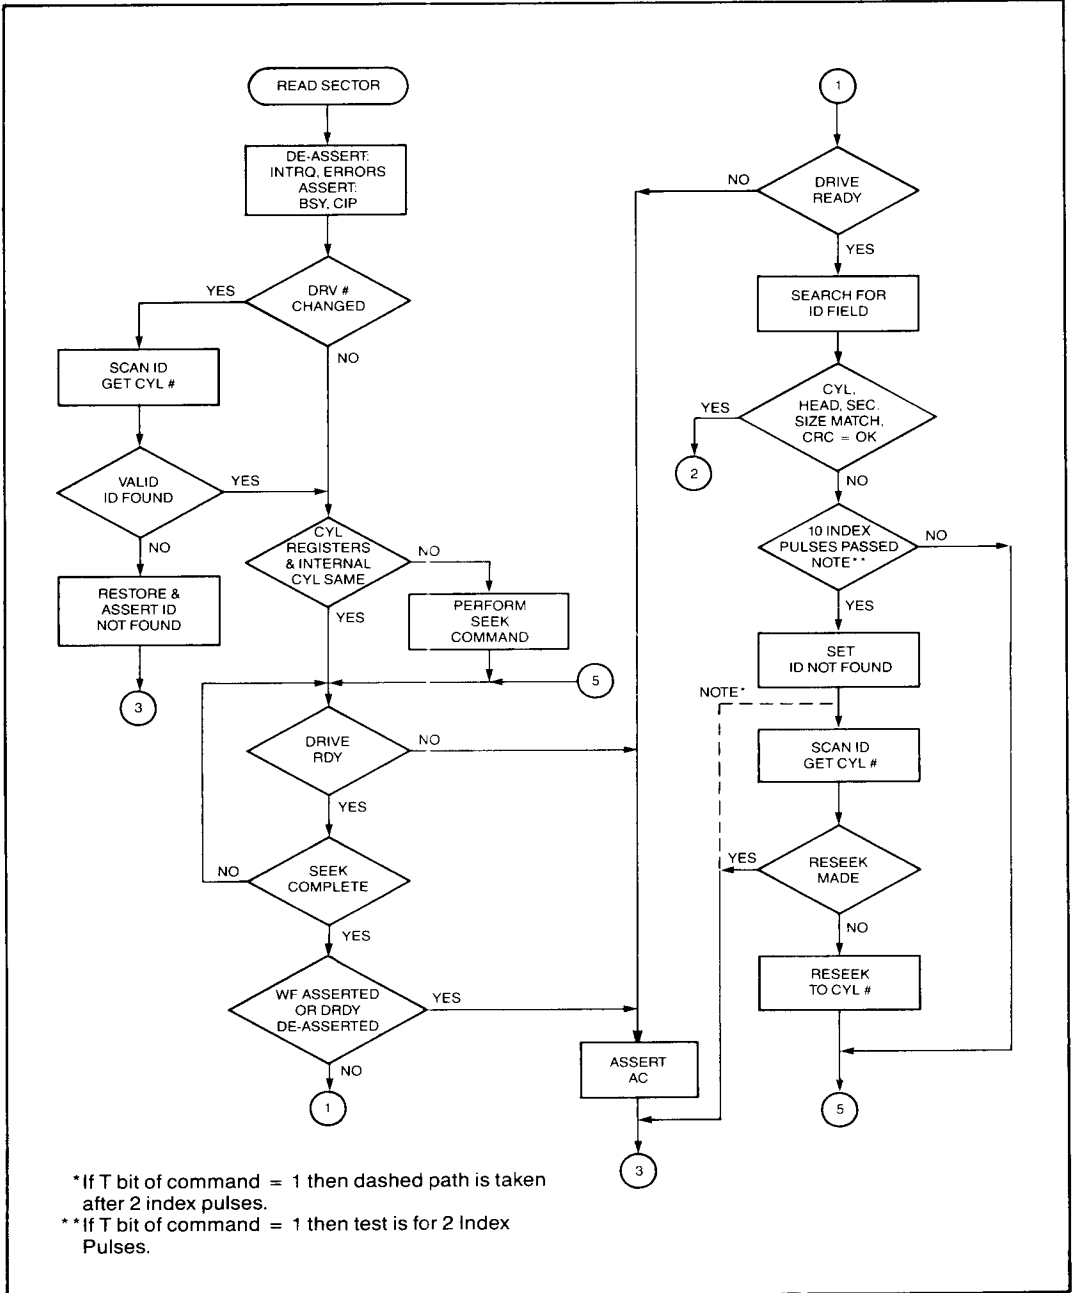 READ SECTOR
DE-ASSERT:
INTRQ, ERRORS
ASSERT:
BSY, CIP
DRV #
CHANGED
YES
NO
SCAN ID
GET CYL #
VALID
ID FOUND
YES
NO
RESTORE &
ASSERT ID
NOT FOUND
3
CYL
REGISTERS
& INTERNAL
CYL SAME
NO
YES
PERFORM
SEEK
COMMAND
5
DRIVE
RDY
NO
YES
SEEK
COMPLETE
NO
YES
WF ASSERTED
OR DRDY
DE-ASSERTED
YES
NO
1
1
DRIVE
READY
NO
YES
SEARCH FOR
ID FIELD
CYL,
HEAD, SEC.
SIZE MATCH,
CRC = OK
YES
2
NO
10 INDEX
PULSES PASSED
NOTE**
NO
YES
SET
ID NOT FOUND
NOTE*
SCAN ID
GET CYL #
RESEEK
MADE
YES
NO
RESEEK
TO CYL #
5
ASSERT
AC
3
*If T bit of command = 1 then dashed path is taken
after 2 index pulses.
**If T bit of command = 1 then test is for 2 Index
Pulses.